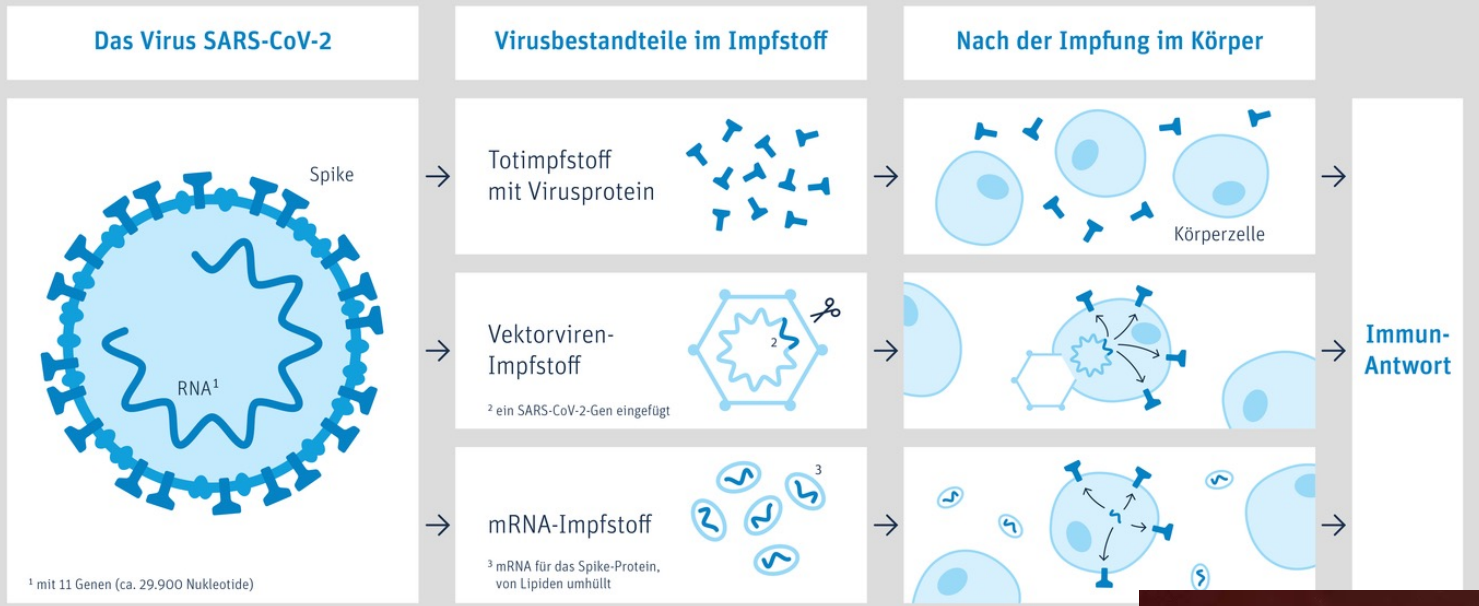 Das Virus SARS-CoV-2
Virusbestandteile im Impfstoff
Nach der Impfung im Körper
Spike
RNA¹
¹ mit 11 Genen (ca. 29.900 Nukleotide)
Totimpfstoff
mit Virusprotein
Körperzelle
Vektorviren-
Impfstoff
2
² ein SARS-CoV-2-Gen eingefügt
mRNA-Impfstoff
3
³ mRNA für das Spike-Protein,
von Lipiden umhüllt
Immun-
Antwort